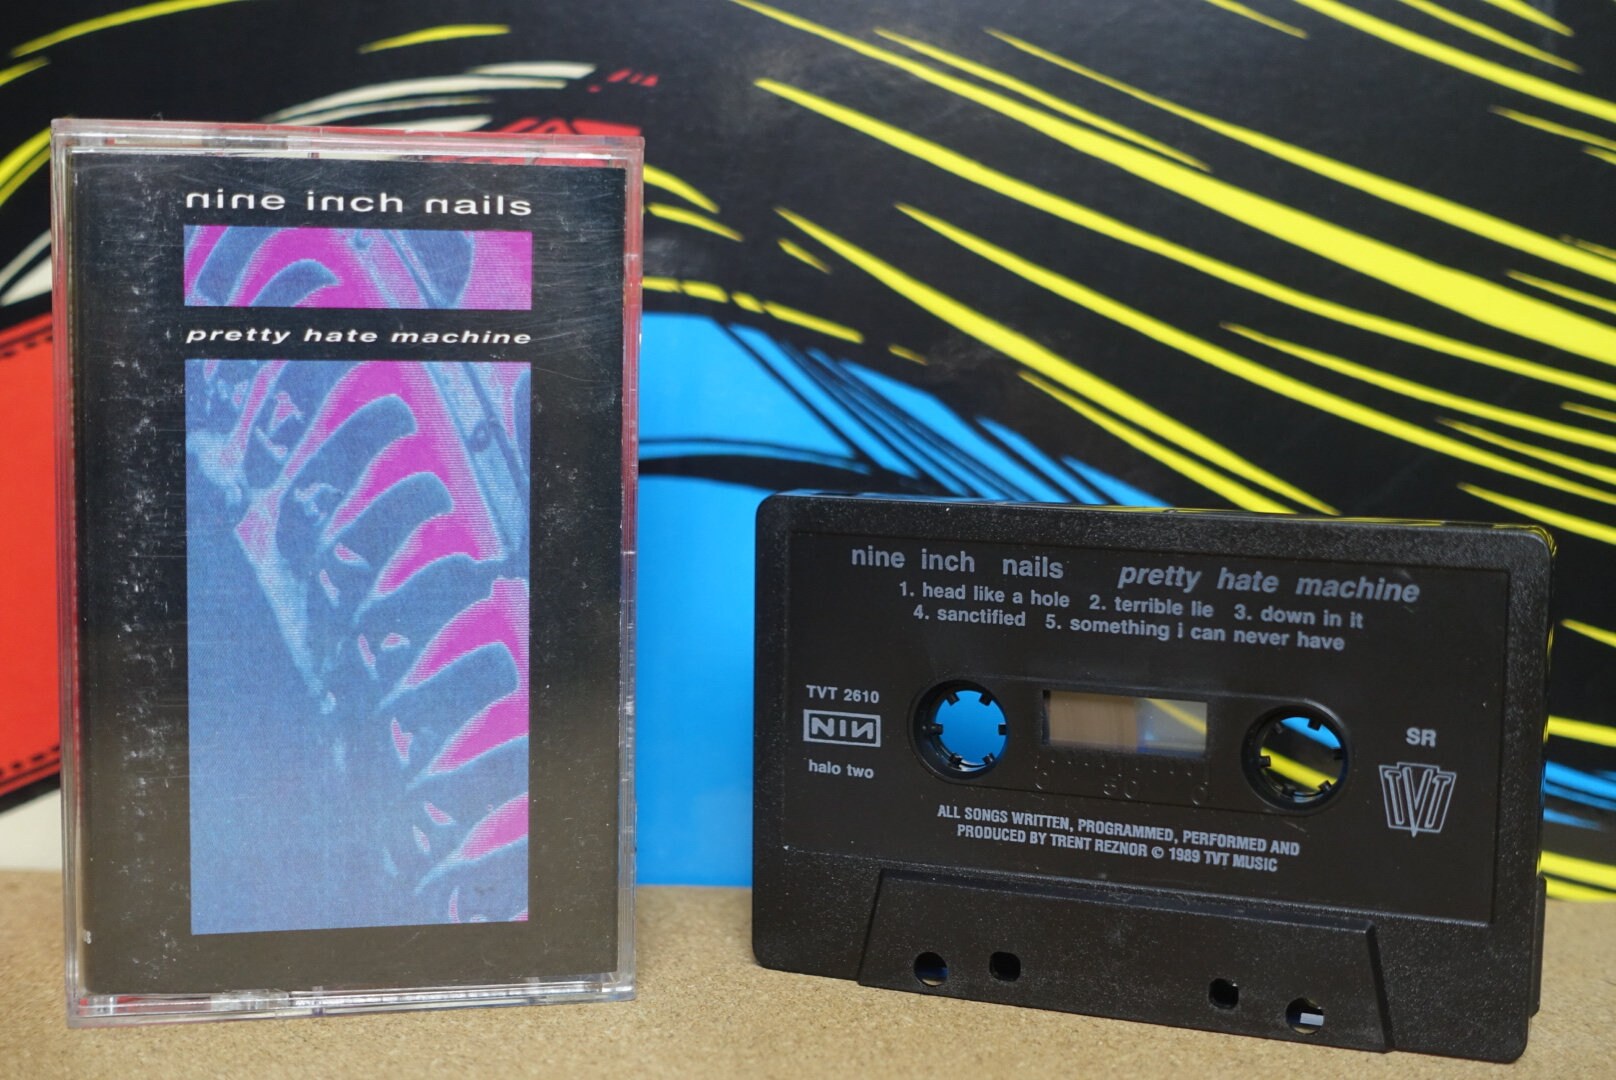 nine inch nails
pretty hate machine
nine inch nails pretty hate machine
1. head like a hole 2. terrible lie 3. down in it
4. sanctified 5. something i can never have
TVT 2610
NIN
halo two
SR
TVT
ALL SONGS WRITTEN, PROGRAMMED, PERFORMED AND
PRODUCED BY TRENT REZNOR © 1989 TVT MUSIC